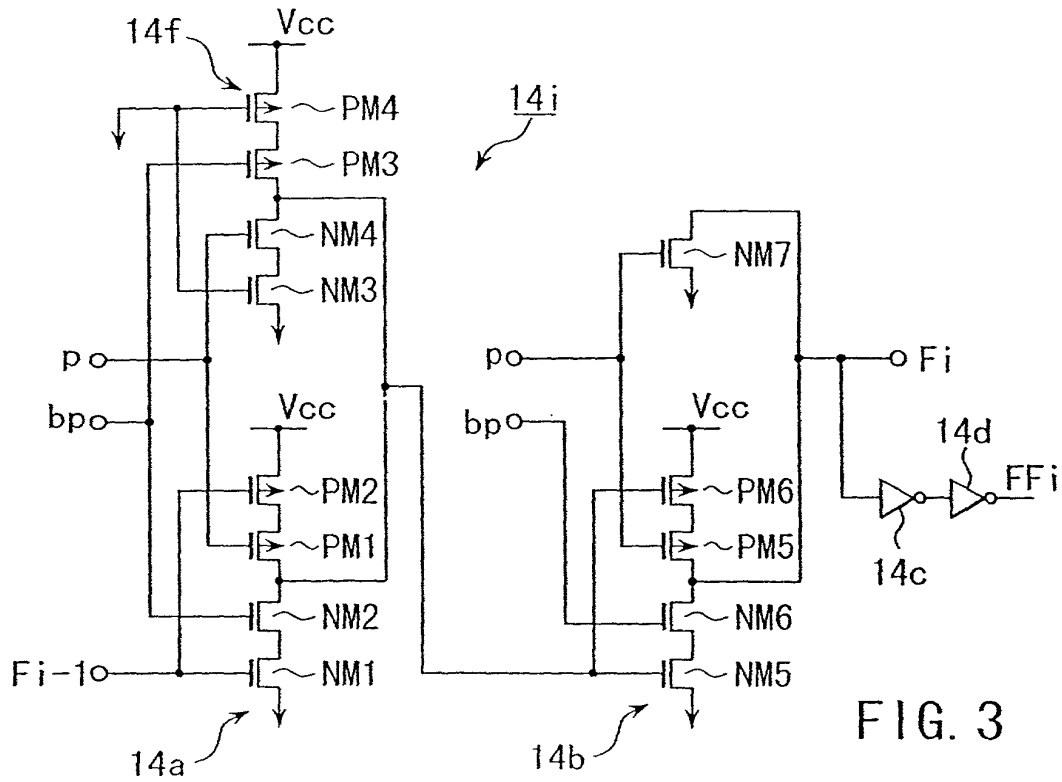 Vcc
14f
14i
PM4
PM3
NM4
NM7
NM3
p
p
Fi
bp
Vcc
Vcc
bp
14d
PM2
PM6
FFi
PM1
PM5
14c
NM2
NM6
Fi-1
NM1
NM5
FIG. 3
14a
14b